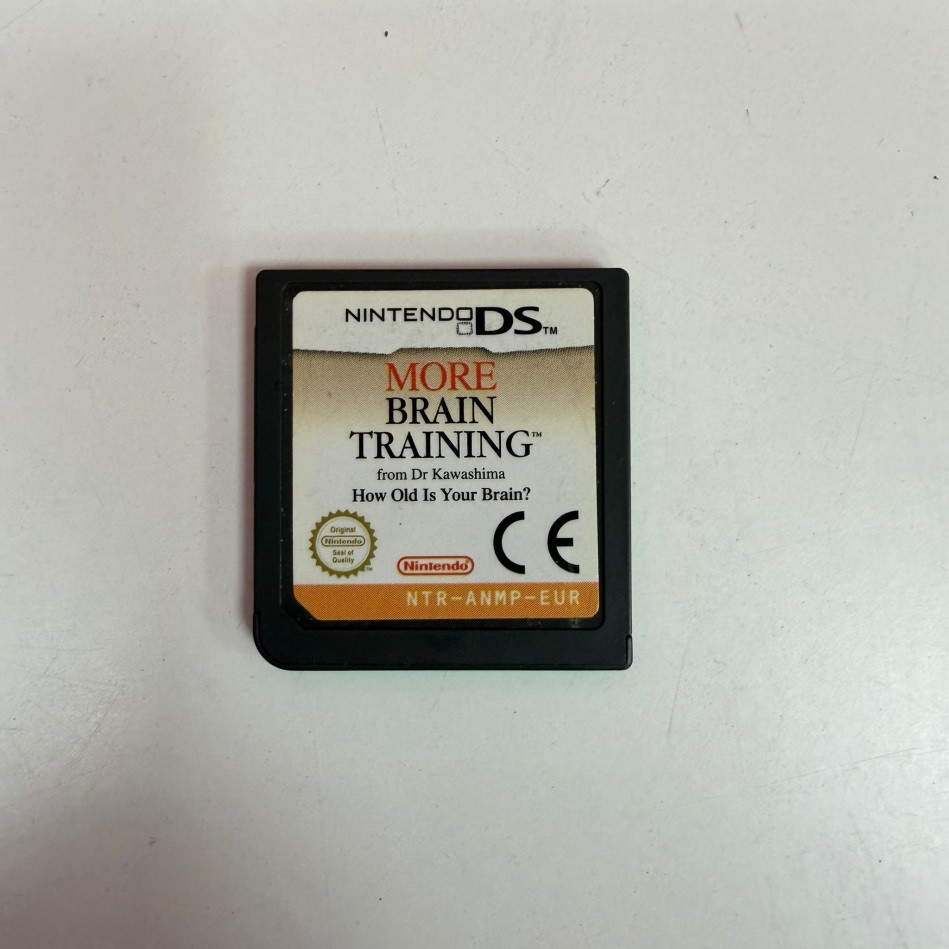 NINTENDO DS™
MORE
BRAIN
TRAINING™
from Dr Kawashima
How Old Is Your Brain?
Original
Nintendo
Seal of
Quality
TM
Nintendo®
CE
NTR-ANMP-EUR